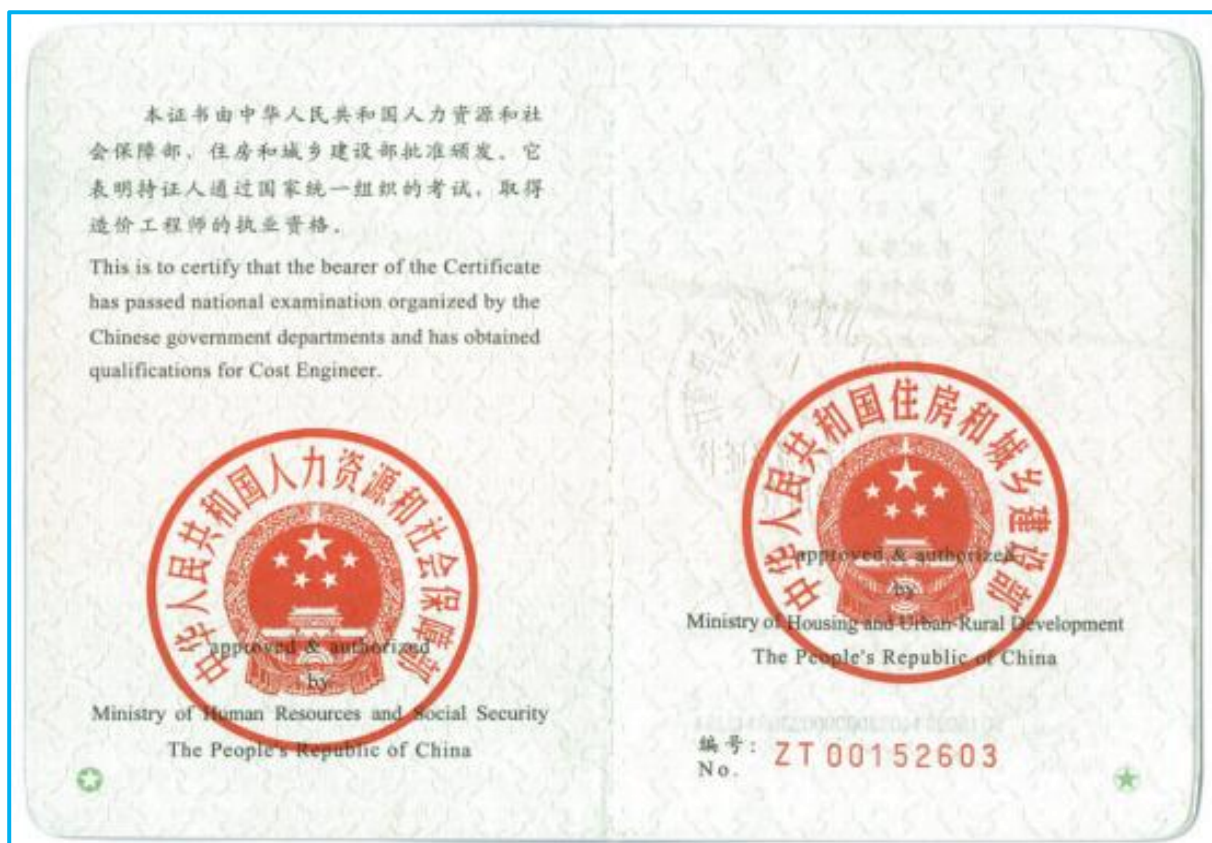 本证书由中华人民共和国人力资源和社
会保障部、住房和城乡建设部批准颁发。它
表明持证人通过国家统一组织的考试，取得
造价工程师的执业资格。
This is to certify that the bearer of the Certificate
has passed national examination organized by the
Chinese government departments and has obtained
qualifications for Cost Engineer.
中华人民共和国人力资源和社会保障部
approved & authorized
by
Ministry of Human Resources and Social Security
The People's Republic of China
中华人民共和国住房和城乡建设部
approved & authorized
by
Ministry of Housing and Urban-Rural Development
The People's Republic of China
编号: ZT 00152603
No.